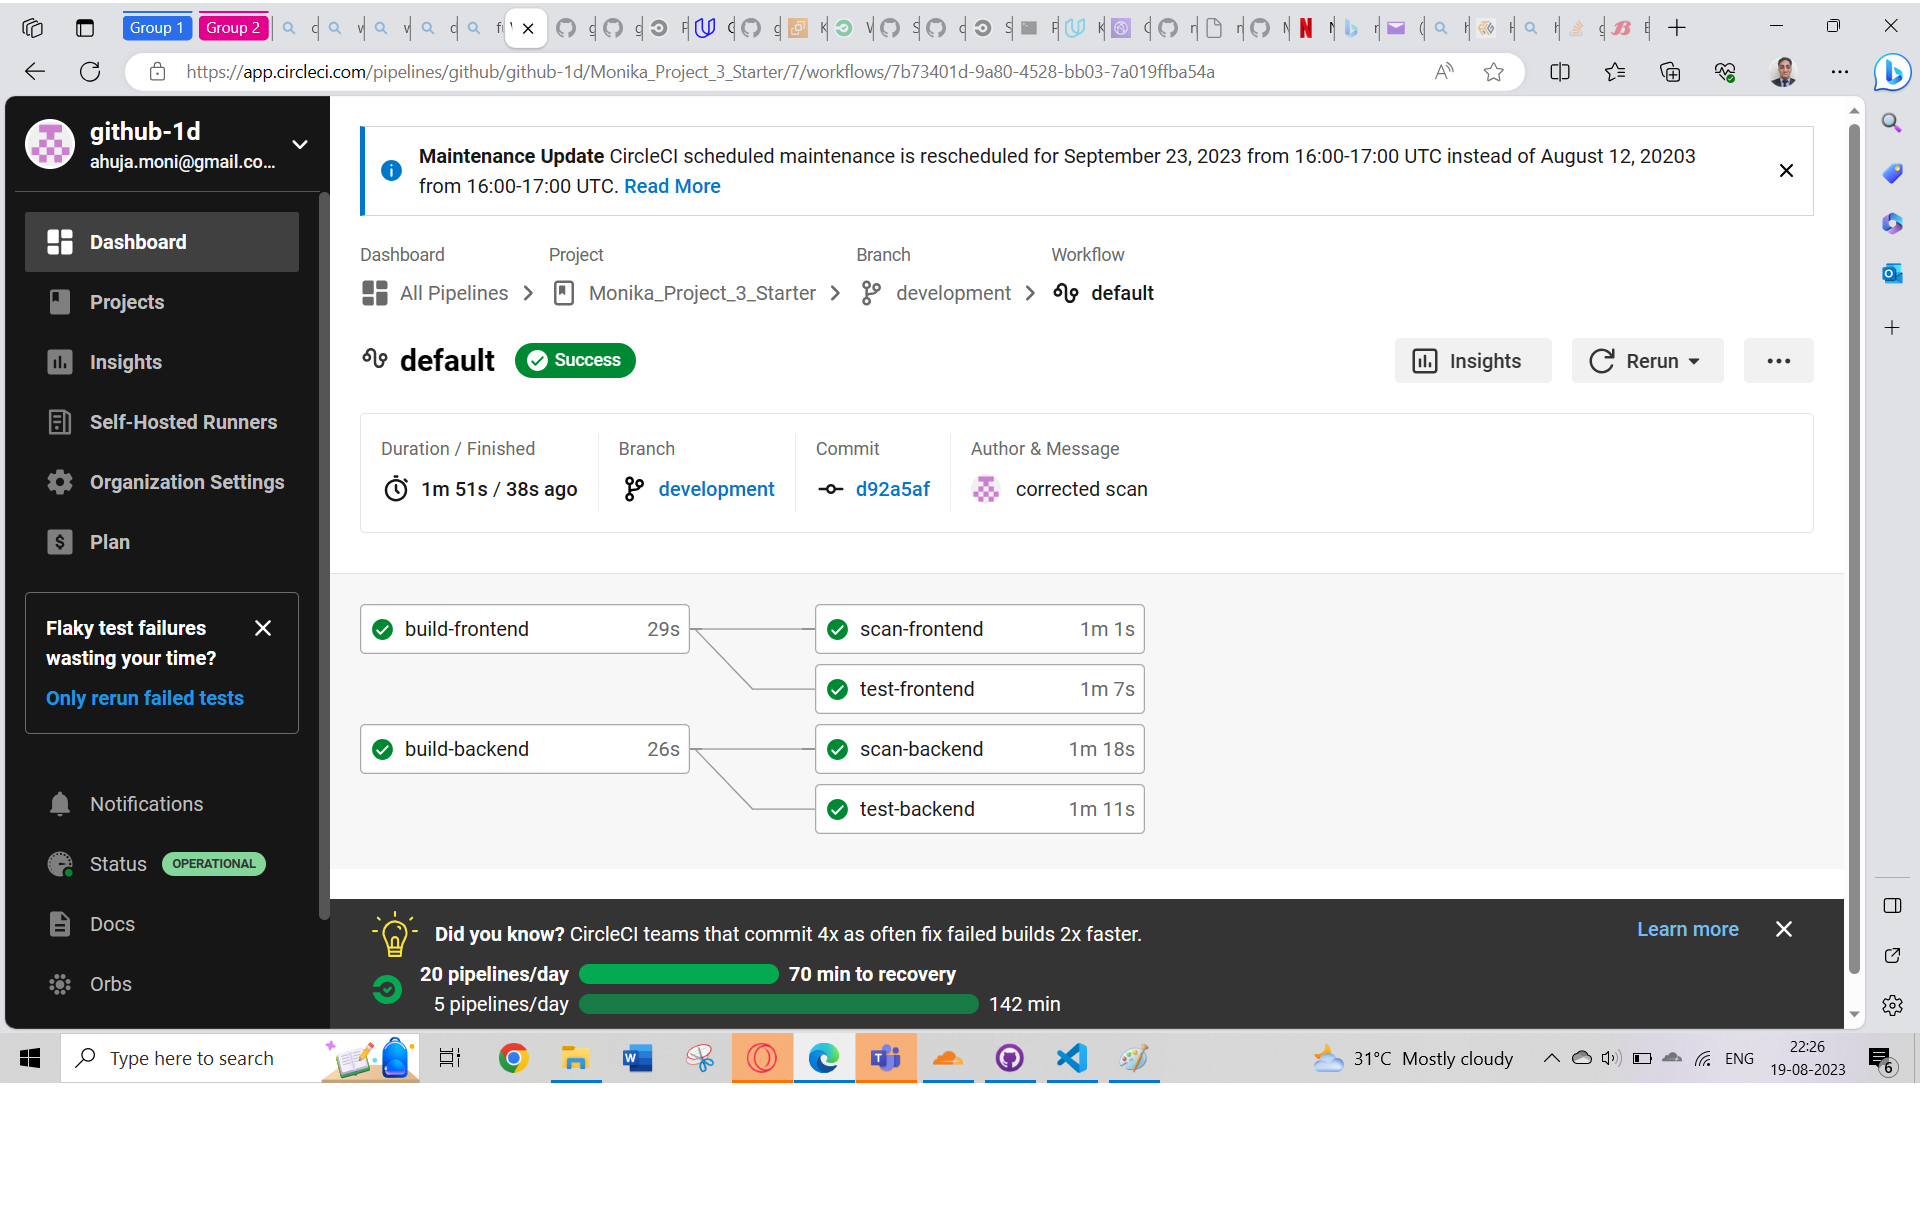 Group 1
Group 2
https://app.circleci.com/pipelines/github/github-1d/Monika_Project_3_Starter/7/workflows/7b73401d-9a80-4528-bb03-7a019ffba54a
github-1d
ahuja.moni@gmail.co...
Dashboard
Projects
Insights
Self-Hosted Runners
Organization Settings
Plan
Flaky test failures
wasting your time?
Only rerun failed tests
Notifications
Status OPERATIONAL
Docs
Orbs
Maintenance Update CircleCI scheduled maintenance is rescheduled for September 23, 2023 from 16:00-17:00 UTC instead of August 12, 20203
from 16:00-17:00 UTC. Read More
Dashboard Project Branch Workflow
All Pipelines Monika_Project_3_Starter development default
default Success
Insights Rerun
Duration / Finished Branch Commit Author & Message
1m 51s / 38s ago development d92a5af corrected scan
build-frontend 29s scan-frontend 1m 1s
test-frontend 1m 7s
build-backend 26s scan-backend 1m 18s
test-backend 1m 11s
Did you know? CircleCI teams that commit 4x as often fix failed builds 2x faster. Learn more
20 pipelines/day 70 min to recovery
5 pipelines/day 142 min
Type here to search
31°C Mostly cloudy
ENG
22:26
19-08-2023
6